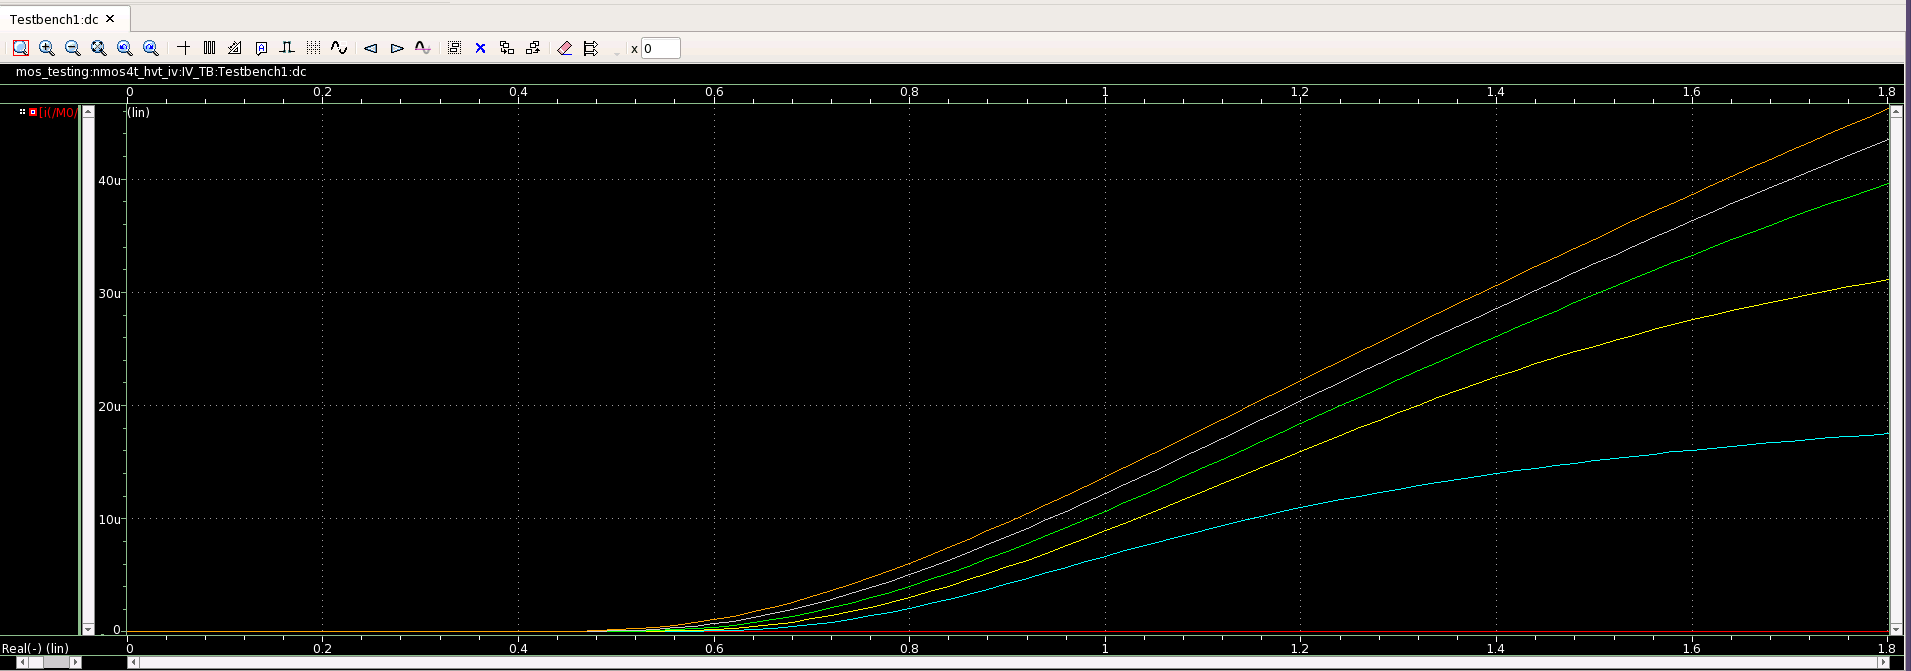 Testbench1:dc
x 0
mos_testing:nmos4t_hvt_iv:IV_TB:Testbench1:dc
0 0.2 0.4 0.6 0.8 1 1.2 1.4 1.6 1.8
[i(/M0/ (lin)
40u
30u
20u
10u
0
Real(-) (lin) 0 0.2 0.4 0.6 0.8 1 1.2 1.4 1.6 1.8